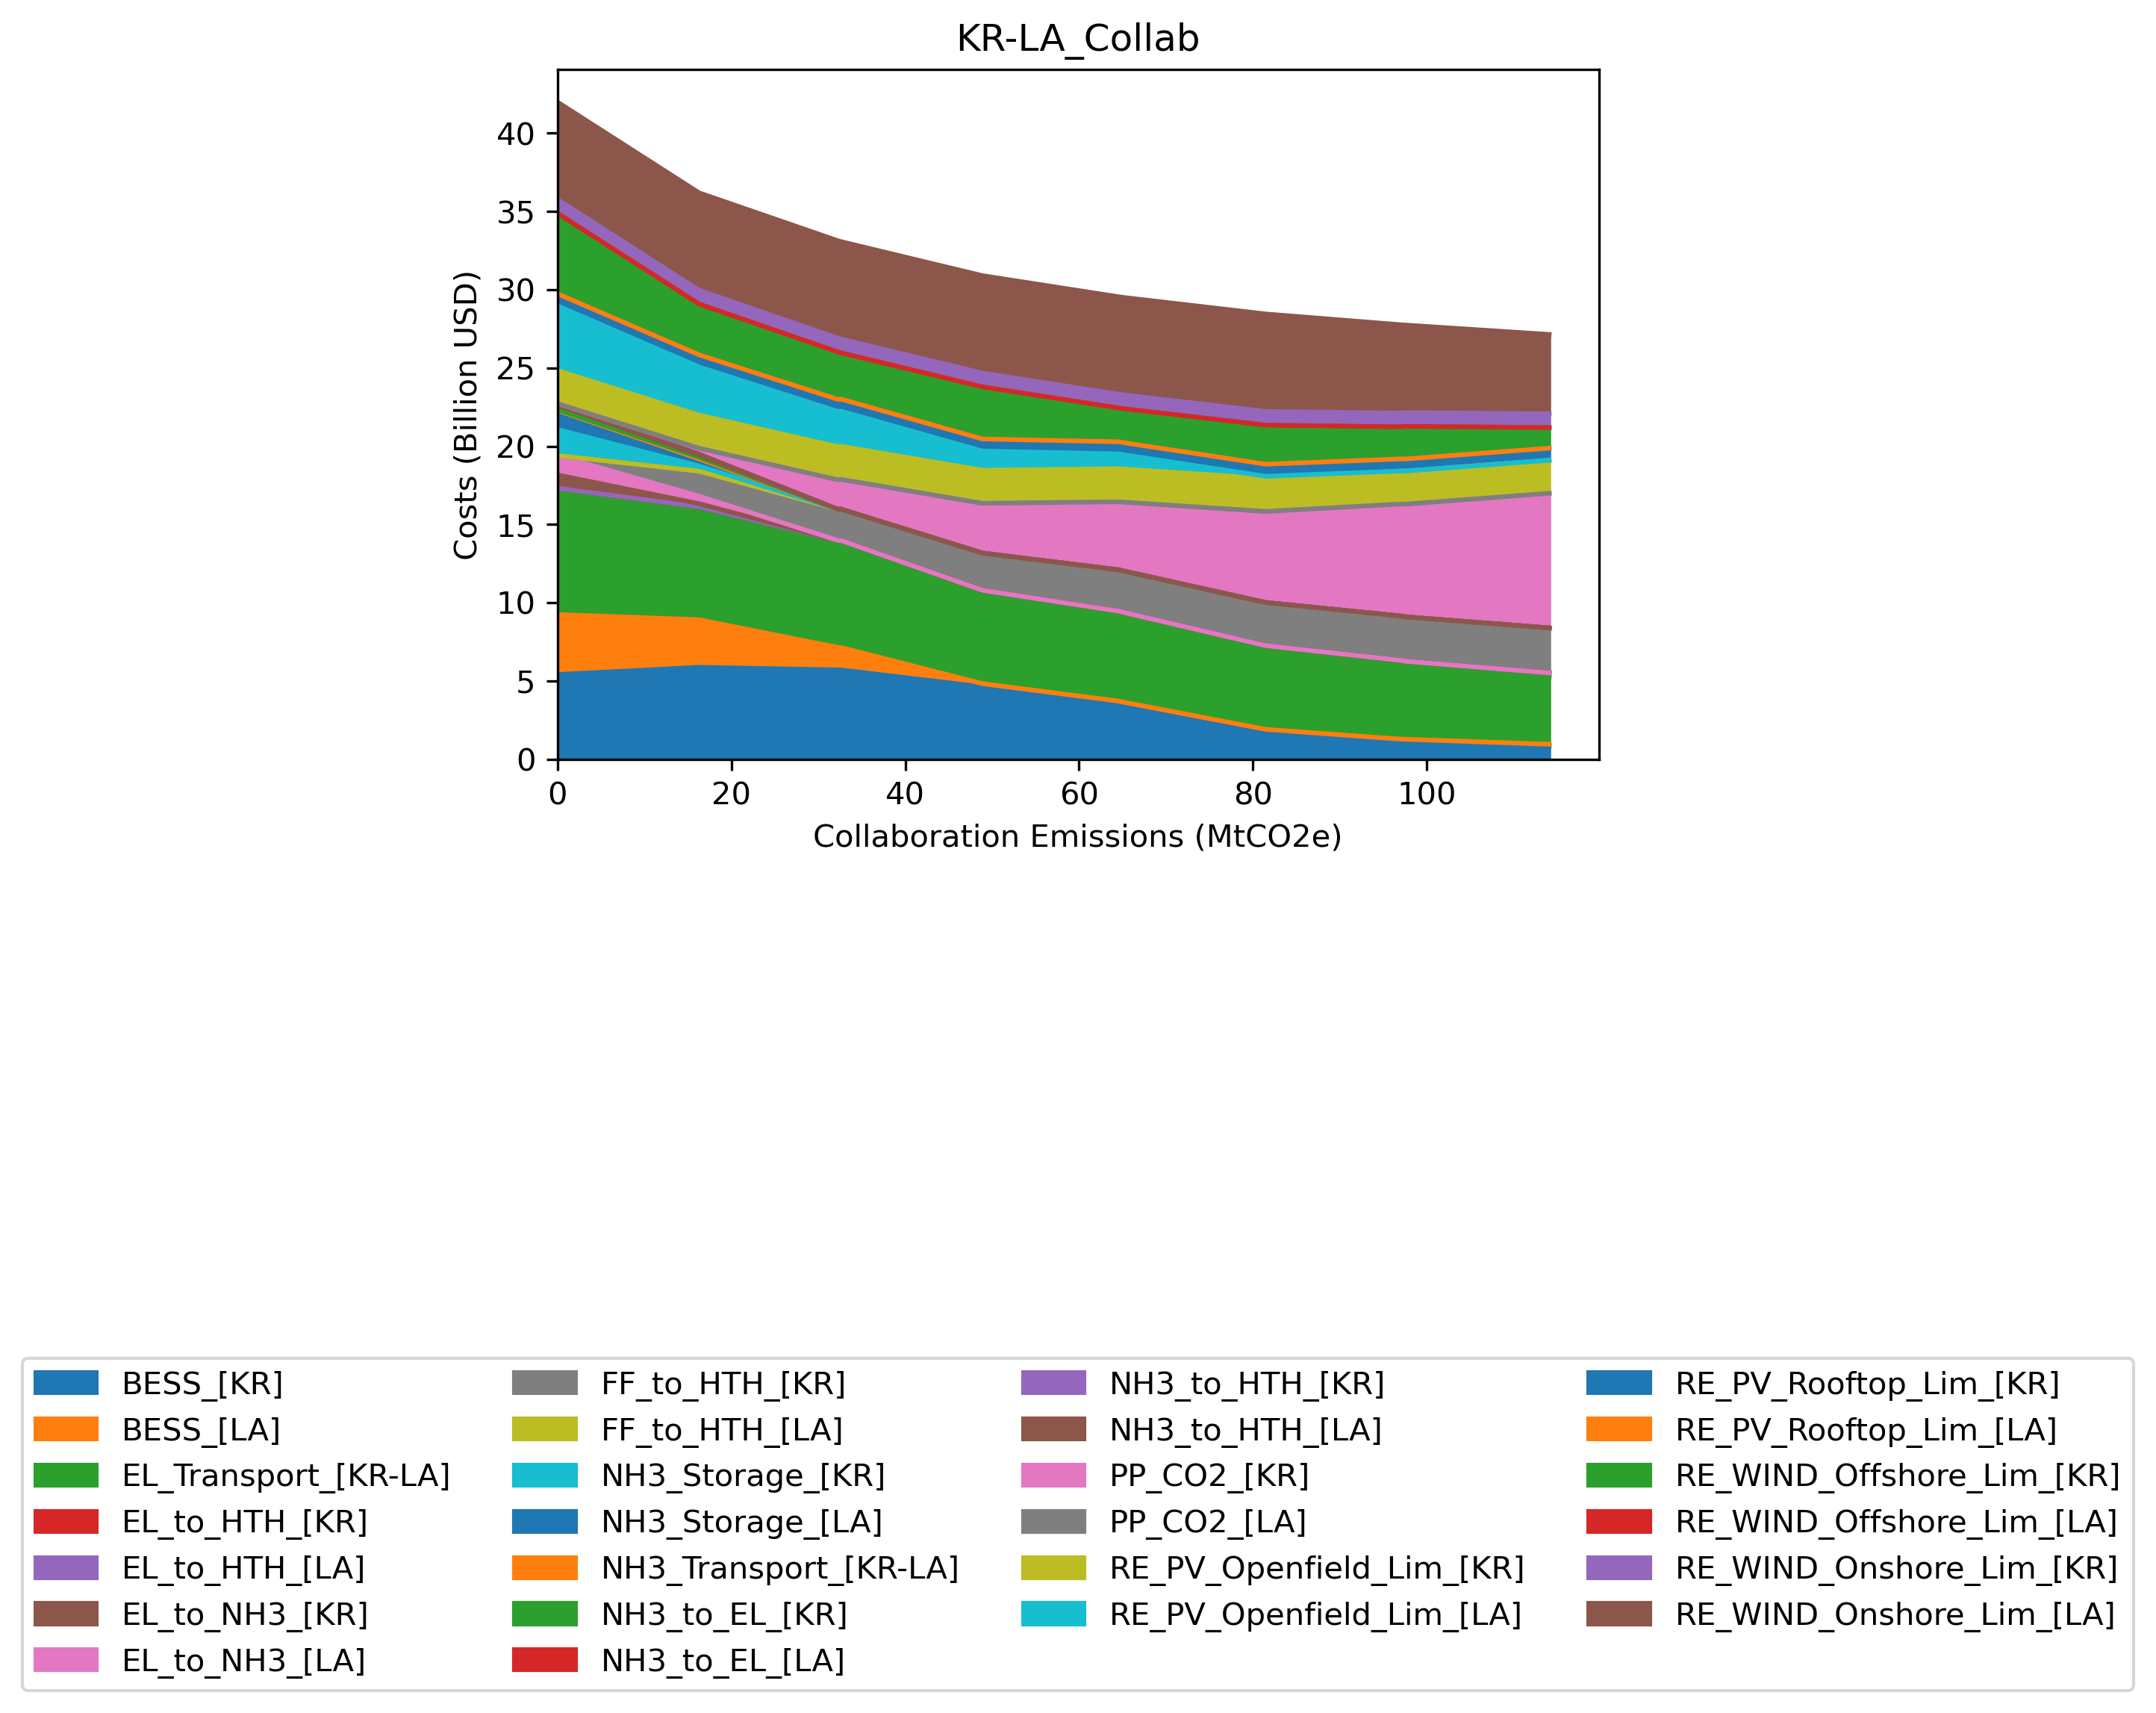 KR-LA_Collab
Costs (Billion USD)
40
35
30
25
20
15
10
5
0
0 20 40 60 80 100
Collaboration Emissions (MtCO2e)
BESS_[KR]
BESS_[LA]
EL_Transport_[KR-LA]
EL_to_HTH_[KR]
EL_to_HTH_[LA]
EL_to_NH3_[KR]
EL_to_NH3_[LA]
FF_to_HTH_[KR]
FF_to_HTH_[LA]
NH3_Storage_[KR]
NH3_Storage_[LA]
NH3_Transport_[KR-LA]
NH3_to_EL_[KR]
NH3_to_EL_[LA]
NH3_to_HTH_[KR]
NH3_to_HTH_[LA]
PP_CO2_[KR]
PP_CO2_[LA]
RE_PV_Openfield_Lim_[KR]
RE_PV_Openfield_Lim_[LA]
RE_PV_Rooftop_Lim_[KR]
RE_PV_Rooftop_Lim_[LA]
RE_WIND_Offshore_Lim_[KR]
RE_WIND_Offshore_Lim_[LA]
RE_WIND_Onshore_Lim_[KR]
RE_WIND_Onshore_Lim_[LA]